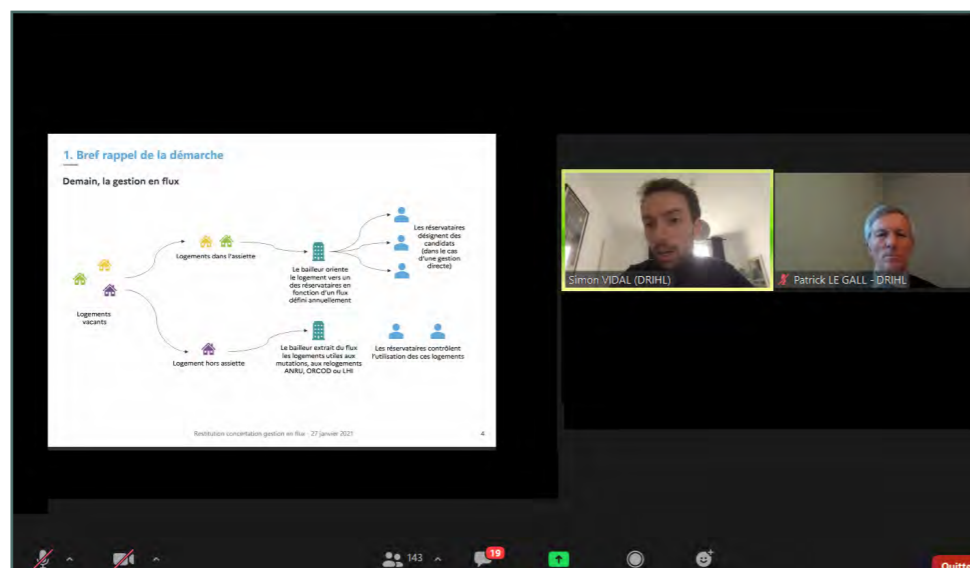 1. Bref rappel de la démarche
Demain, la gestion en flux
Logements
vacants
Logements dans l'assiette
Le bailleur oriente
le logement vers un
des réservataires en
fonction d'un flux
défini annuellement
Les réservataires
désignent des
candidats
(dans le cas
d'une gestion
directe)
Logement hors assiette
Le bailleur extrait du flux
les logements utiles aux
mutations, aux relogements
ANRU, ORCOD ou LHI
Les réservataires contrôlent
l'utilisation des ces logements
Restitution concertation gestion en flux - 27 janvier 2021
4
Simon VIDAL (DRIHL)
Patrick LE GALL - DRIHL
143
19
Quitte